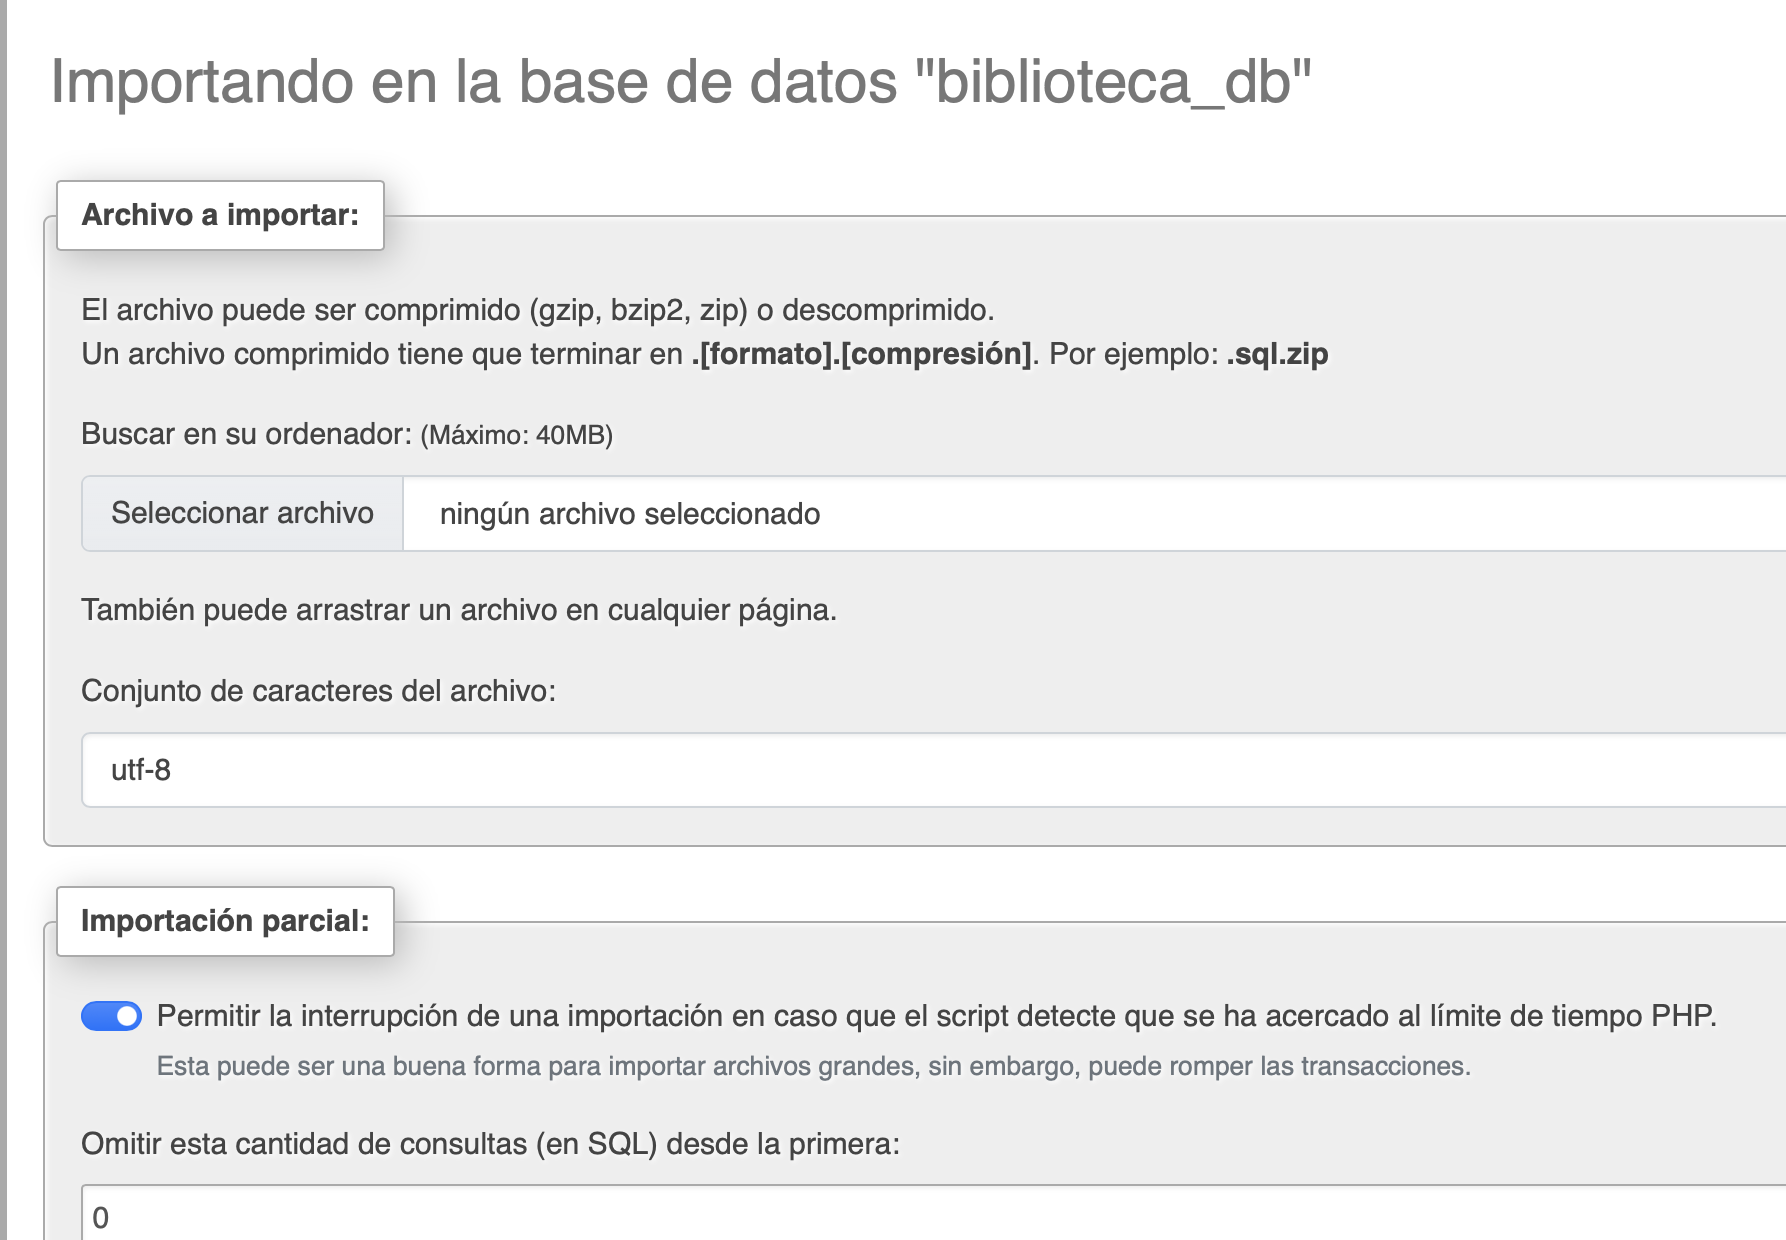 Importando en la base de datos "biblioteca_db"
Archivo a importar:
El archivo puede ser comprimido (gzip, bzip2, zip) o descomprimido.
Un archivo comprimido tiene que terminar en .[formato].[compresión]. Por ejemplo: .sql.zip
Buscar en su ordenador: (Máximo: 40MB)
Seleccionar archivo ningún archivo seleccionado
También puede arrastrar un archivo en cualquier página.
Conjunto de caracteres del archivo:
utf-8
Importación parcial:
Permitir la interrupción de una importación en caso que el script detecte que se ha acercado al límite de tiempo PHP.
Esta puede ser una buena forma para importar archivos grandes, sin embargo, puede romper las transacciones.
Omitir esta cantidad de consultas (en SQL) desde la primera:
0